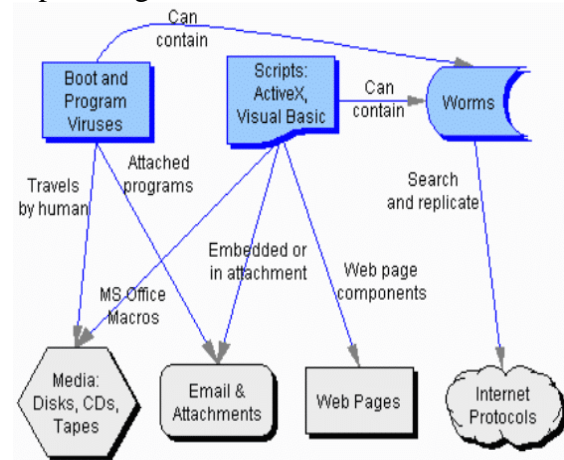 Can
contain
Boot and
Program
Viruses
Scripts:
ActiveX,
Visual Basic
Can
contain
Worms
Travels
by human
Attached
programs
Search
and replicate
Embedded or
in attachment
Web page
components
MS Office
Macros
Media:
Disks, CDs,
Tapes
Email &
Attachments
Web Pages
Internet
Protocols